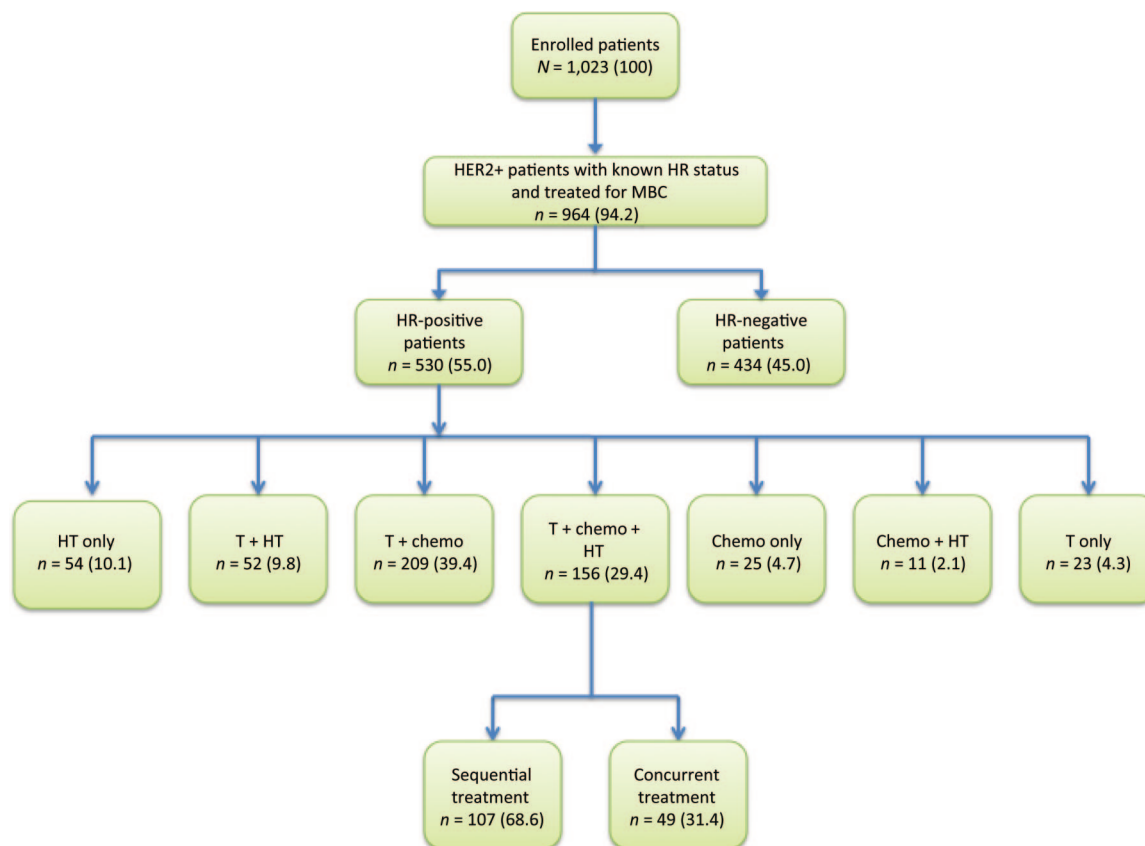 Enrolled patients
N = 1,023 (100)
HER2+ patients with known HR status
and treated for MBC
n = 964 (94.2)
HR-positive
patients
n = 530 (55.0)
HR-negative
patients
n = 434 (45.0)
HT only
n = 54 (10.1)
T + HT
n = 52 (9.8)
T + chemo
n = 209 (39.4)
T + chemo +
HT
n = 156 (29.4)
Chemo only
n = 25 (4.7)
Chemo + HT
n = 11 (2.1)
T only
n = 23 (4.3)
Sequential
treatment
n = 107 (68.6)
Concurrent
treatment
n = 49 (31.4)